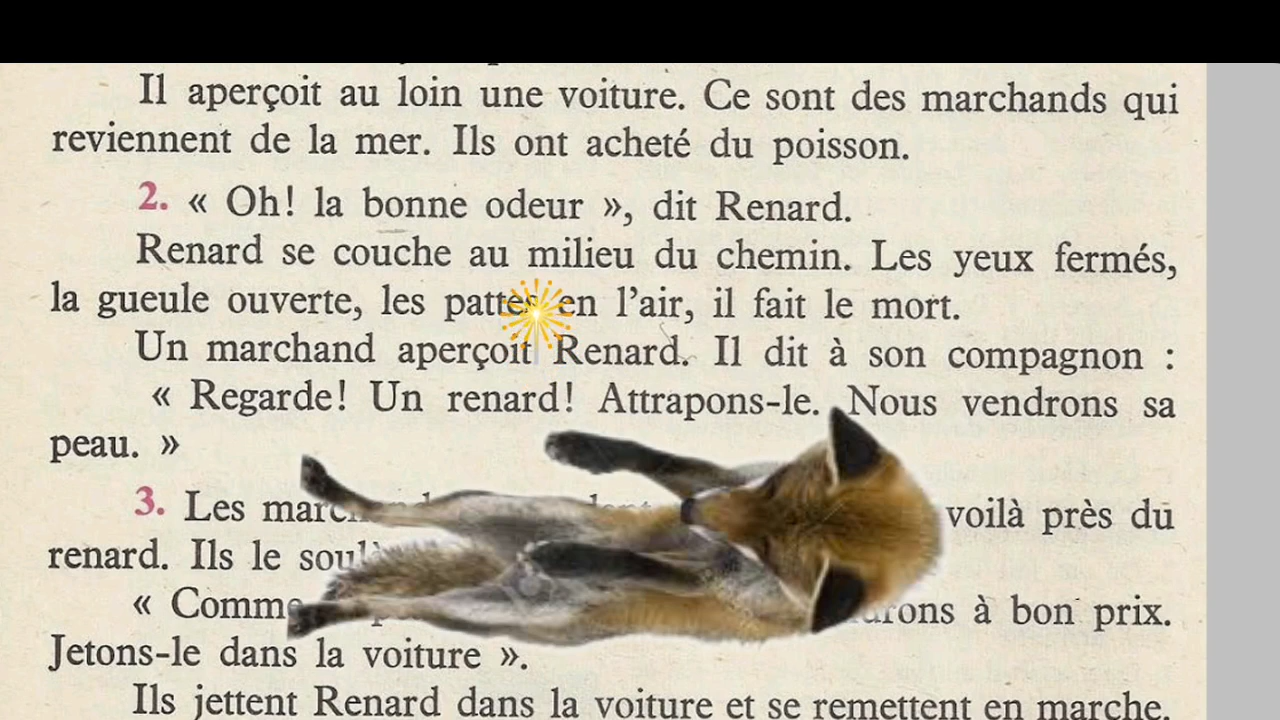 Il aperçoit au loin une voiture. Ce sont des marchands qui
reviennent de la mer. Ils ont acheté du poisson.
2. « Oh! la bonne odeur », dit Renard.
Renard se couche au milieu du chemin. Les yeux fermés,
la gueule ouverte, les pattes en l'air, il fait le mort.
Un marchand aperçoit Renard. Il dit à son compagnon :
« Regarde! Un renard! Attrapons-le. Nous vendrons sa
peau. »
3. Les voilà près du
renard. Ils le
« Comme à bon prix.
Jetons-le dans la voiture ».
Ils jettent Renard dans la voiture et se remettent en marche.